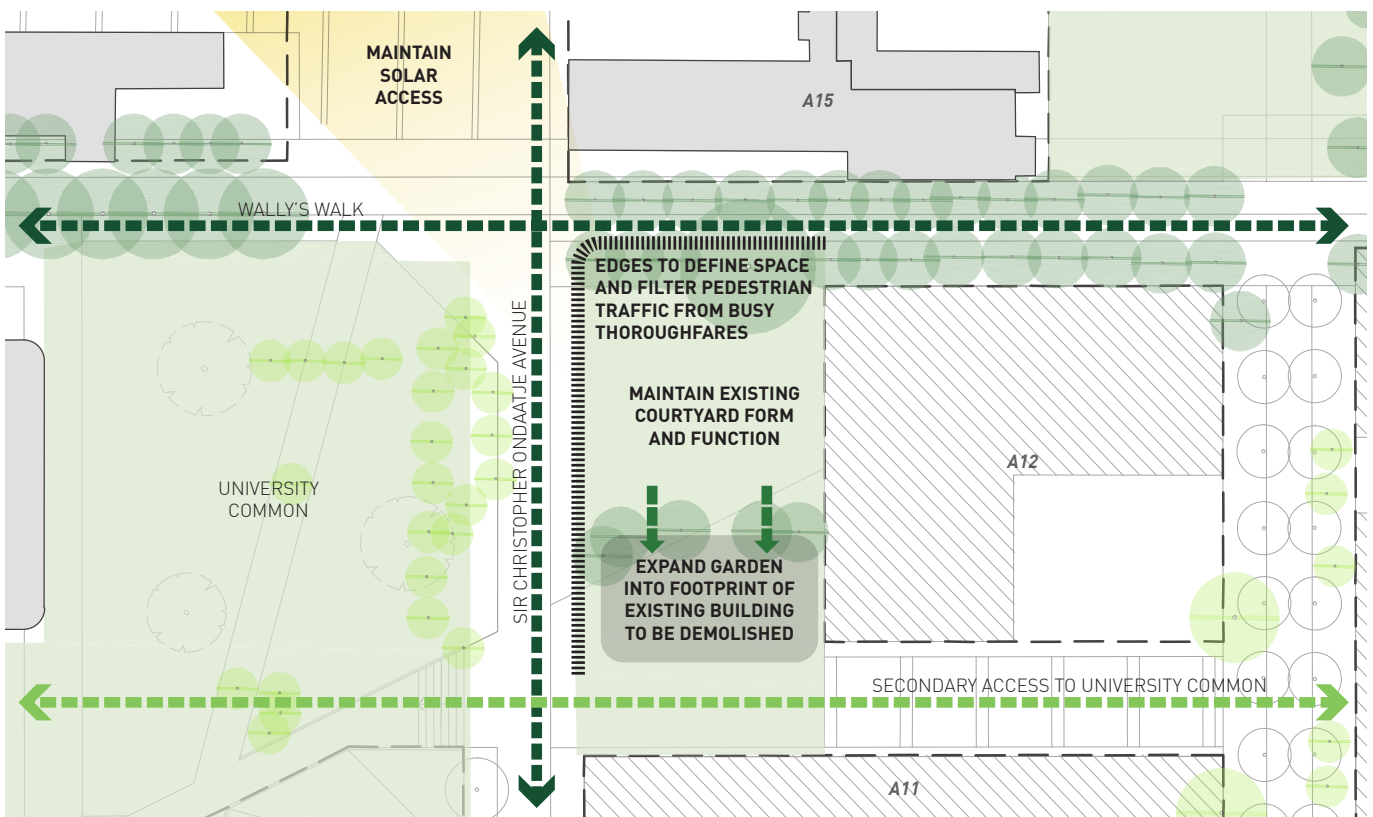 MAINTAIN
SOLAR
ACCESS
A15
WALLY'S WALK
EDGES TO DEFINE SPACE
AND FILTER PEDESTRIAN
TRAFFIC FROM BUSY
THOROUGHFARES
SIR CHRISTOPHER ONDAATJE AVENUE
MAINTAIN EXISTING
COURTYARD FORM
AND FUNCTION
A12
UNIVERSITY
COMMON
EXPAND GARDEN
INTO FOOTPRINT OF
EXISTING BUILDING
TO BE DEMOLISHED
SECONDARY ACCESS TO UNIVERSITY COMMON
A11